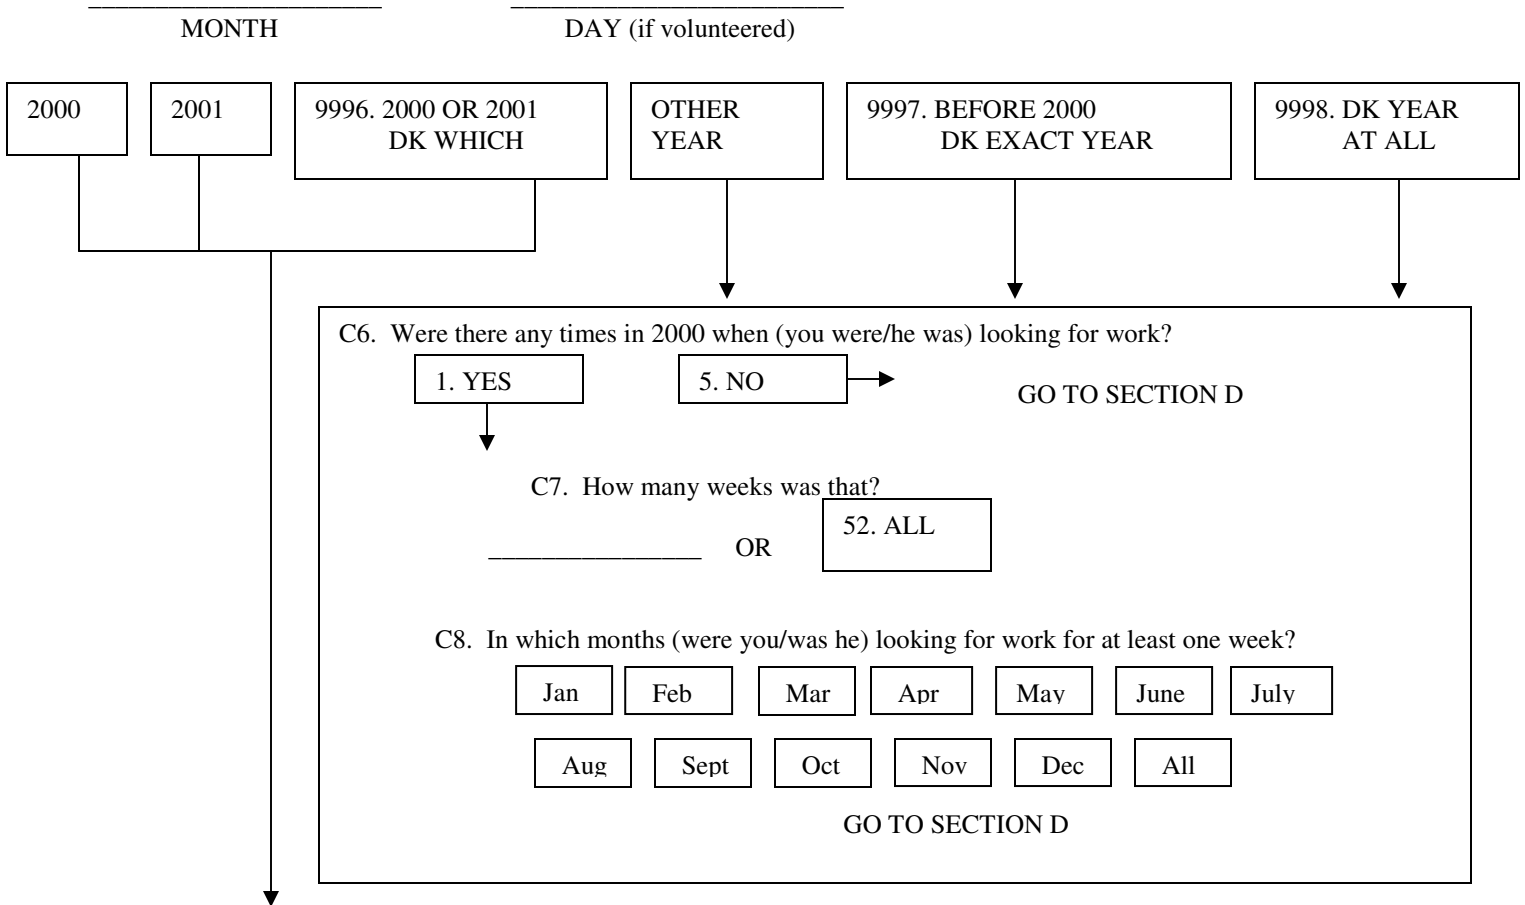 ______________________ _________________________
MONTH DAY (if volunteered)
2000 2001 9996. 2000 OR 2001 OTHER 9997. BEFORE 2000 9998. DK YEAR
DK WHICH YEAR DK EXACT YEAR AT ALL
C6. Were there any times in 2000 when (you were/he was) looking for work?
1. YES 5. NO
GO TO SECTION D
C7. How many weeks was that?
52. ALL
________________ OR
C8. In which months (were you/was he) looking for work for at least one week?
Jan Feb Mar Apr May June July
Aug Sept Oct Nov Dec All
GO TO SECTION D